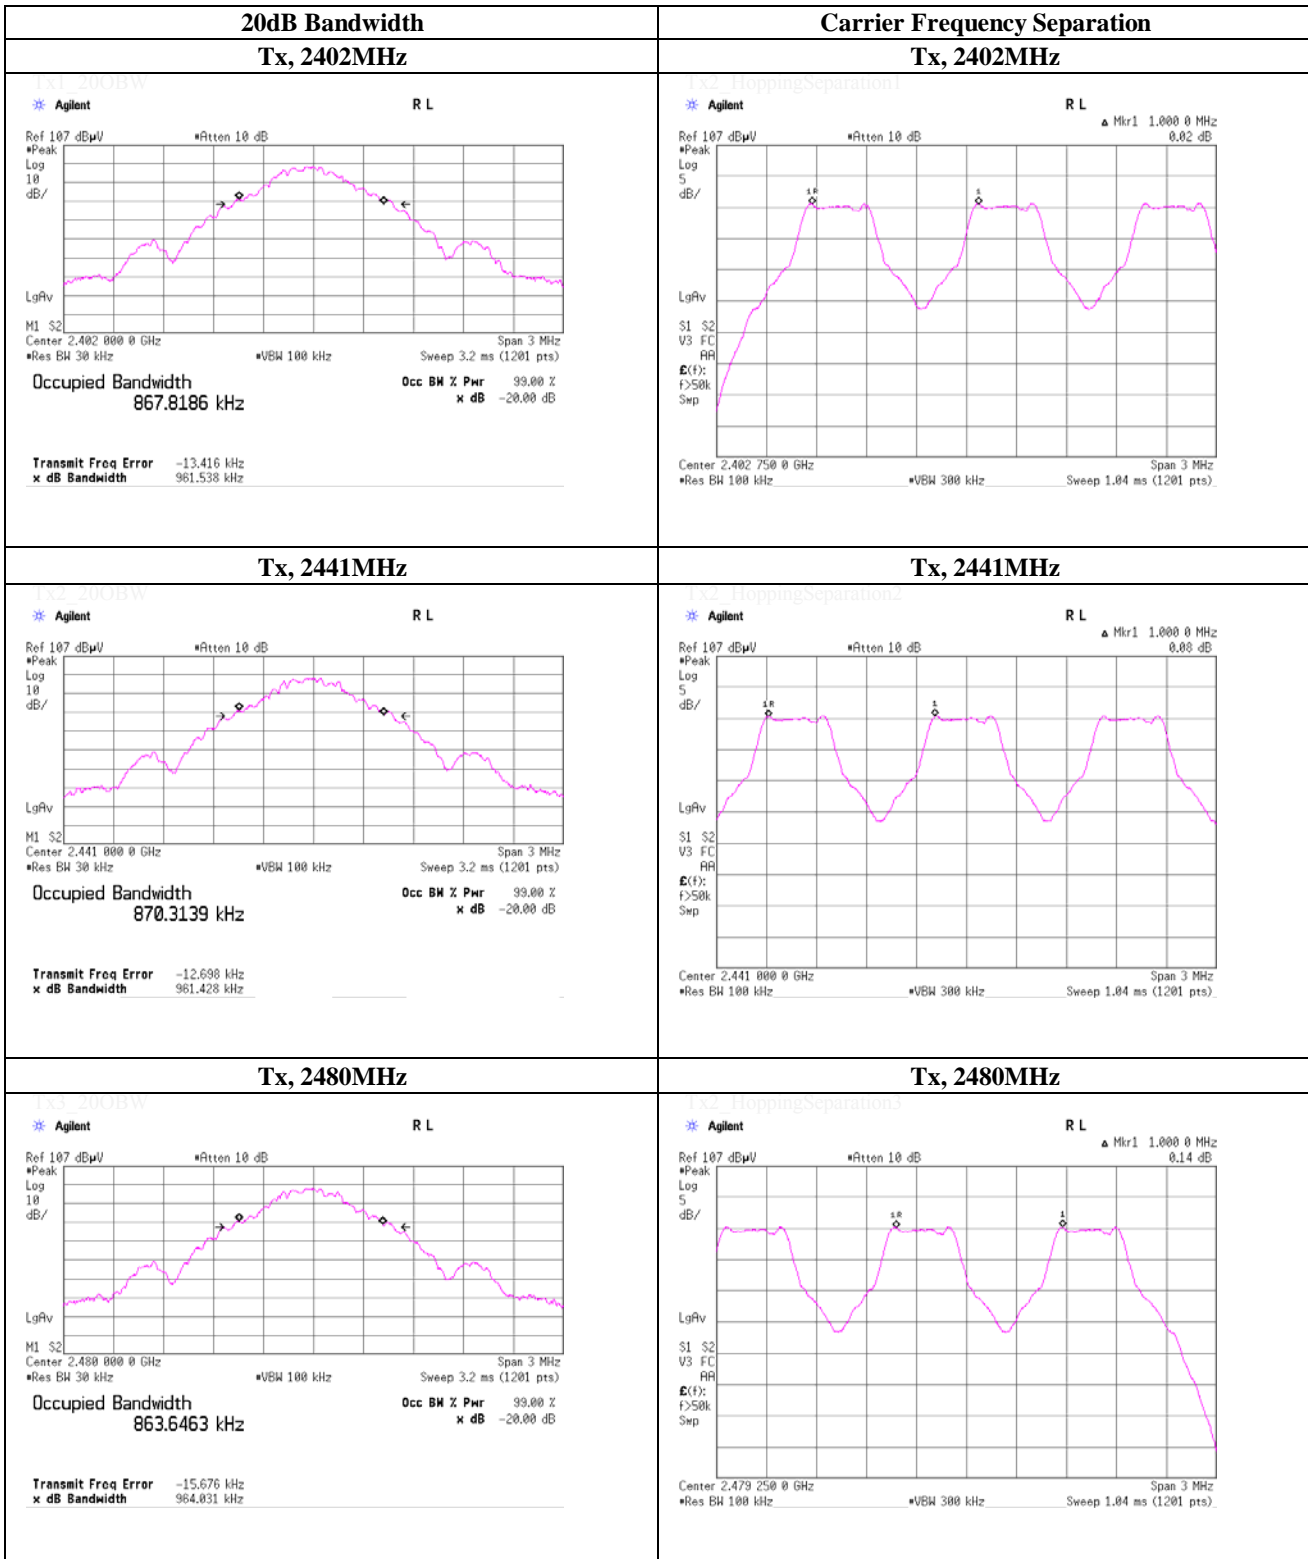 20dB Bandwidth
Carrier Frequency Separation
Tx, 2402MHz
Tx, 2402MHz
Tx1_20OBW
Agilent
R L
Ref 107 dBµV
#Atten 10 dB
#Peak
Log
10
dB/
LgAv
M1 S2
Center 2.402 000 0 GHz
Span 3 MHz
#Res BW 30 kHz
#VBW 100 kHz
Sweep 3.2 ms (1201 pts)
Occupied Bandwidth
867.8186 kHz
Occ BW % Pwr 99.00 %
x dB -20.00 dB
Transmit Freq Error -13.416 kHz
x dB Bandwidth 961.538 kHz
Tx2_HoppingSeparation1
Agilent
R L
Δ Mkr1 1.000 0 MHz
Ref 107 dBµV
#Atten 10 dB
0.02 dB
#Peak
Log
5
dB/
1R
1
LgAv
S1 S2
V3 FC
AA
£(f):
f>50k
Swp
Center 2.402 750 0 GHz
Span 3 MHz
#Res BW 100 kHz
#VBW 300 kHz
Sweep 1.04 ms (1201 pts)
Tx, 2441MHz
Tx, 2441MHz
Tx2_20OBW
Agilent
R L
Ref 107 dBµV
#Atten 10 dB
#Peak
Log
10
dB/
LgAv
M1 S2
Center 2.441 000 0 GHz
Span 3 MHz
#Res BW 30 kHz
#VBW 100 kHz
Sweep 3.2 ms (1201 pts)
Occupied Bandwidth
870.3139 kHz
Occ BW % Pwr 99.00 %
x dB -20.00 dB
Transmit Freq Error -12.698 kHz
x dB Bandwidth 961.428 kHz
Tx2_HoppingSeparation2
Agilent
R L
Δ Mkr1 1.000 0 MHz
Ref 107 dBµV
#Atten 10 dB
0.08 dB
#Peak
Log
5
dB/
1R
1
LgAv
S1 S2
V3 FC
AA
£(f):
f>50k
Swp
Center 2.441 000 0 GHz
Span 3 MHz
#Res BW 100 kHz
#VBW 300 kHz
Sweep 1.04 ms (1201 pts)
Tx, 2480MHz
Tx, 2480MHz
Tx3_20OBW
Agilent
R L
Ref 107 dBµV
#Atten 10 dB
#Peak
Log
10
dB/
LgAv
M1 S2
Center 2.480 000 0 GHz
Span 3 MHz
#Res BW 30 kHz
#VBW 100 kHz
Sweep 3.2 ms (1201 pts)
Occupied Bandwidth
863.6463 kHz
Occ BW % Pwr 99.00 %
x dB -20.00 dB
Transmit Freq Error -15.676 kHz
x dB Bandwidth 964.031 kHz
Tx2_HoppingSeparation3
Agilent
R L
Δ Mkr1 1.000 0 MHz
Ref 107 dBµV
#Atten 10 dB
0.14 dB
#Peak
Log
5
dB/
1R
1
LgAv
S1 S2
V3 FC
AA
£(f):
f>50k
Swp
Center 2.479 250 0 GHz
Span 3 MHz
#Res BW 100 kHz
#VBW 300 kHz
Sweep 1.04 ms (1201 pts)